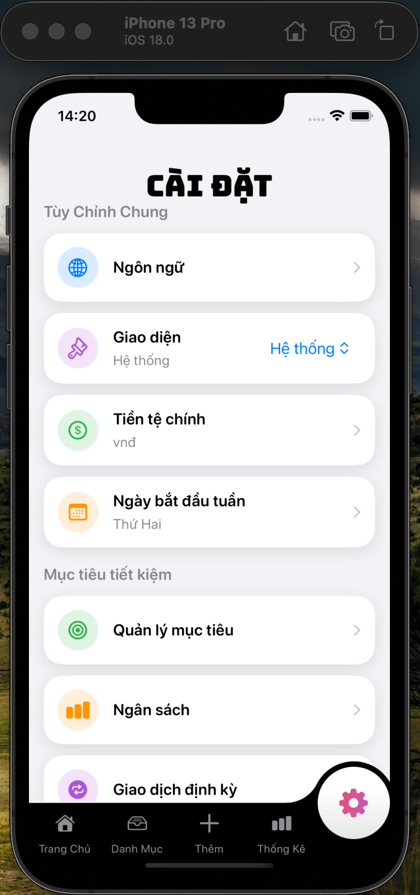 iPhone 13 Pro
iOS 18.0
14:20
CÀI ĐẶT
Tùy Chỉnh Chung
Ngôn ngữ
Giao diện
Hệ thống
Hệ thống
Tiền tệ chính
vnđ
Ngày bắt đầu tuần
Thứ Hai
Mục tiêu tiết kiệm
Quản lý mục tiêu
Ngân sách
Giao dịch định kỳ
Trang Chủ
Danh Mục
Thêm
Thống Kê